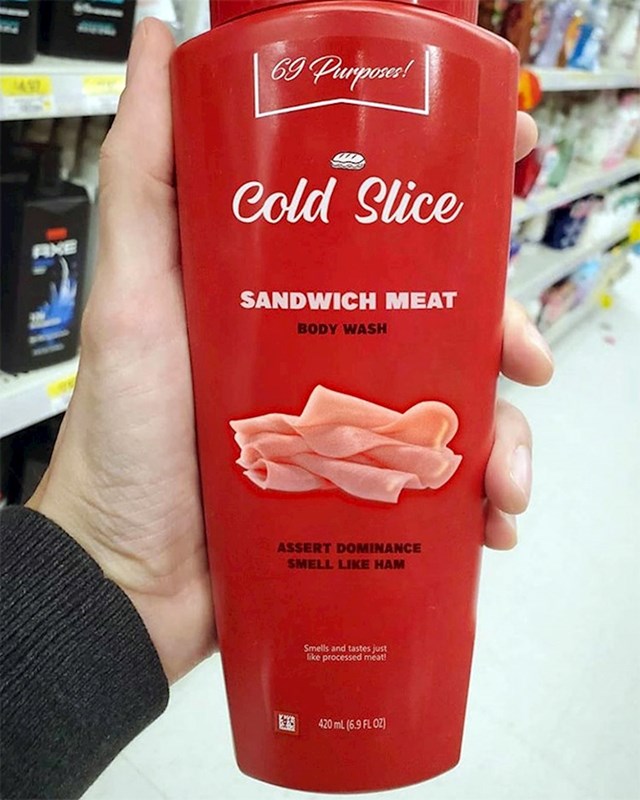 69 Purposes!
Cold Slice
SANDWICH MEAT
BODY WASH
ASSERT DOMINANCE
SMELL LIKE HAM
Smells and tastes just
like processed meat!
420 mL (6.9 FL OZ)
AXE